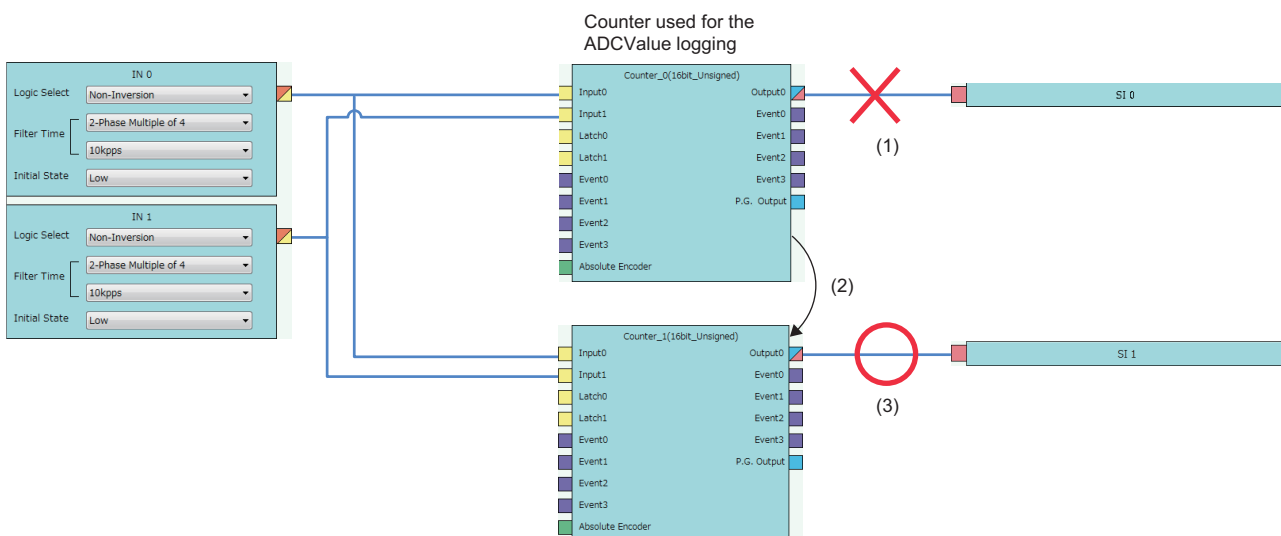 Counter used for the
ADCValue logging
IN 0
Logic Select
Non-Inversion
Filter Time
2-Phase Multiple of 4
10kpps
Initial State
Low
IN 1
Logic Select
Non-Inversion
Filter Time
2-Phase Multiple of 4
10kpps
Initial State
Low
Counter_0(16bit_Unsigned)
Input0 Output0
Input1 Event0
Latch0 Event1
Latch1 Event2
Event0 Event3
Event1 P.G. Output
Event2
Event3
Absolute Encoder
(1)
SI 0
(2)
Counter_1(16bit_Unsigned)
Input0 Output0
Input1 Event0
Latch0 Event1
Latch1 Event2
Event0 Event3
Event1 P.G. Output
Event2
Event3
Absolute Encoder
(3)
SI 1